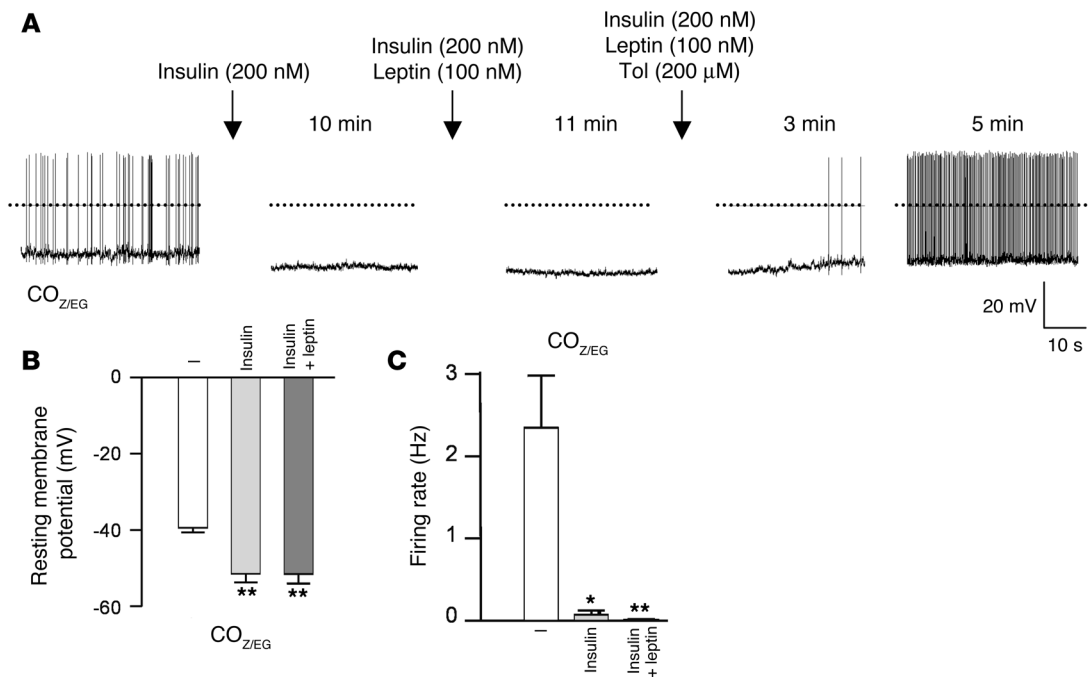 A
Insulin (200 nM)
Insulin (200 nM)
Leptin (100 nM)
Insulin (200 nM)
Leptin (100 nM)
Tol (200 μM)
10 min
11 min
3 min
5 min
CO Z/EG
20 mV
10 s
B
–
Insulin
Insulin
+ leptin
0
-20
-40
-60
Resting membrane
potential (mV)
**
**
CO Z/EG
C
CO Z/EG
3
2
1
0
Firing rate (Hz)
*
**
–
Insulin
Insulin
+ leptin